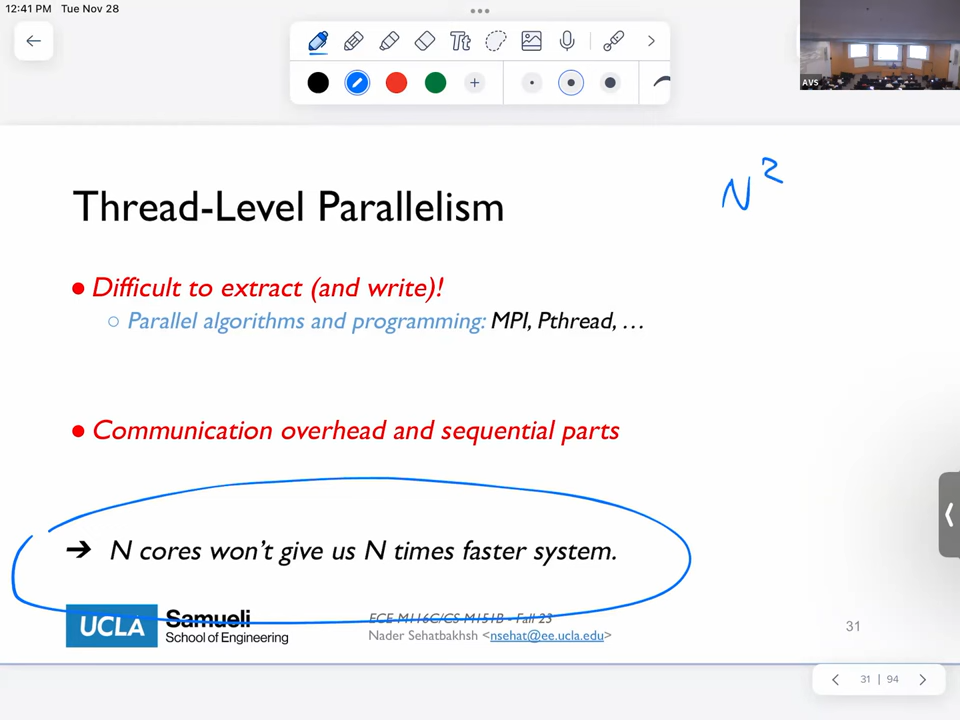 12:41 PM Tue Nov 28
Tt
AVS
N²
Thread-Level Parallelism
● Difficult to extract (and write)!
○ Parallel algorithms and programming: MPI, Pthread, …
● Communication overhead and sequential parts
➔ N cores won't give us N times faster system.
UCLA Samueli
School of Engineering
ECE M116C/CS M151B - Fall 23
Nader Sehatbakhsh <nsehat@ee.ucla.edu>
31
31 | 94